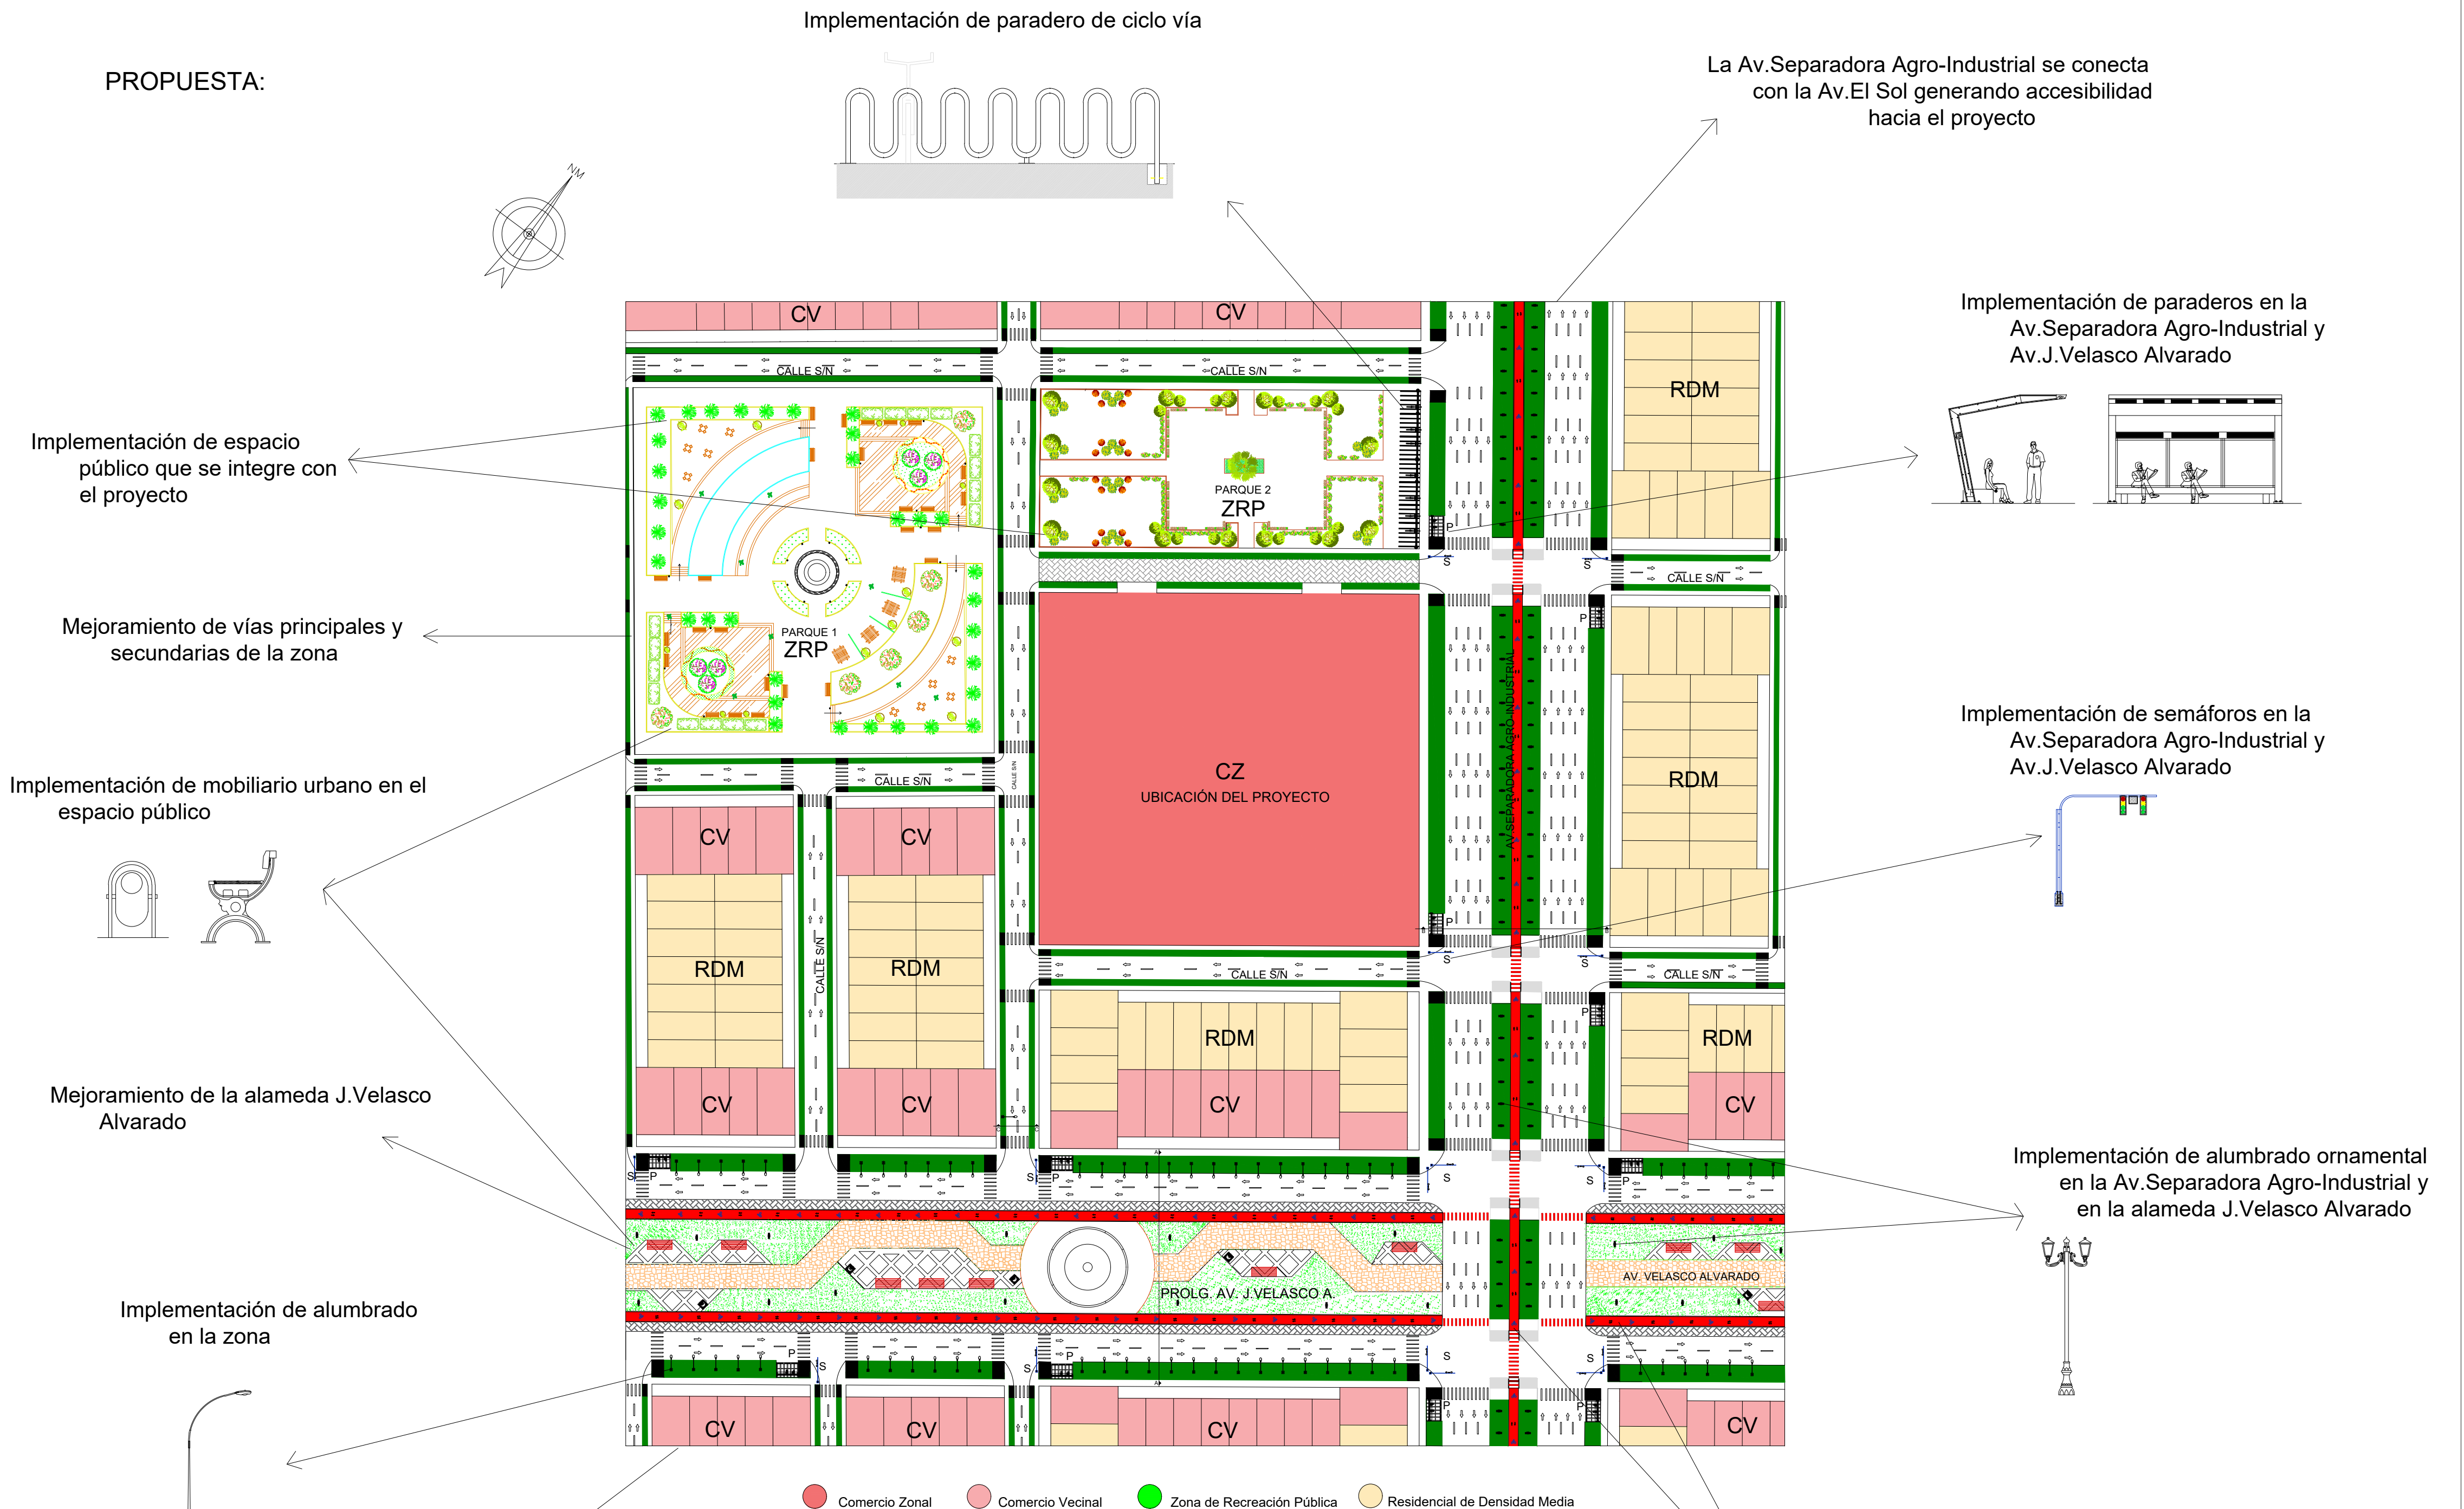 Implementación de paradero de ciclo vía
PROPUESTA:
La Av.Separadora Agro-Industrial se conecta
con la Av.El Sol generando accesibilidad
hacia el proyecto
NM
Implementación de paraderos en la
Av.Separadora Agro-Industrial y
Av.J.Velasco Alvarado
Implementación de espacio
público que se integre con
el proyecto
Mejoramiento de vías principales y
secundarias de la zona
Implementación de mobiliario urbano en el
espacio público
Mejoramiento de la alameda J.Velasco
Alvarado
Implementación de alumbrado
en la zona
Implementación de semáforos en la
Av.Separadora Agro-Industrial y
Av.J.Velasco Alvarado
Implementación de alumbrado ornamental
en la Av.Separadora Agro-Industrial y
en la alameda J.Velasco Alvarado
CV
CV
CALLE S/N
CALLE S/N
RDM
PARQUE 2
ZRP
P
S
S
CALLE S/N
PARQUE 1
ZRP
P
AV.SEPARADORA AGRO-INDUSTRIAL
CZ
UBICACIÓN DEL PROYECTO
RDM
CALLE S/N
CALLE S/N
CV
CV
P
S
S
CALLE S/N
RDM
RDM
CALLE S/N
CALLE S/N
P
RDM
RDM
CV
CV
CV
CV
S
P
S
P
S
S
P
PROLG. AV. J.VELASCO A.
AV. VELASCO ALVARADO
P
S
P
S
S
P
P
CV
CV
CV
CV
Comercio Zonal
Comercio Vecinal
Zona de Recreación Pública
Residencial de Densidad Media